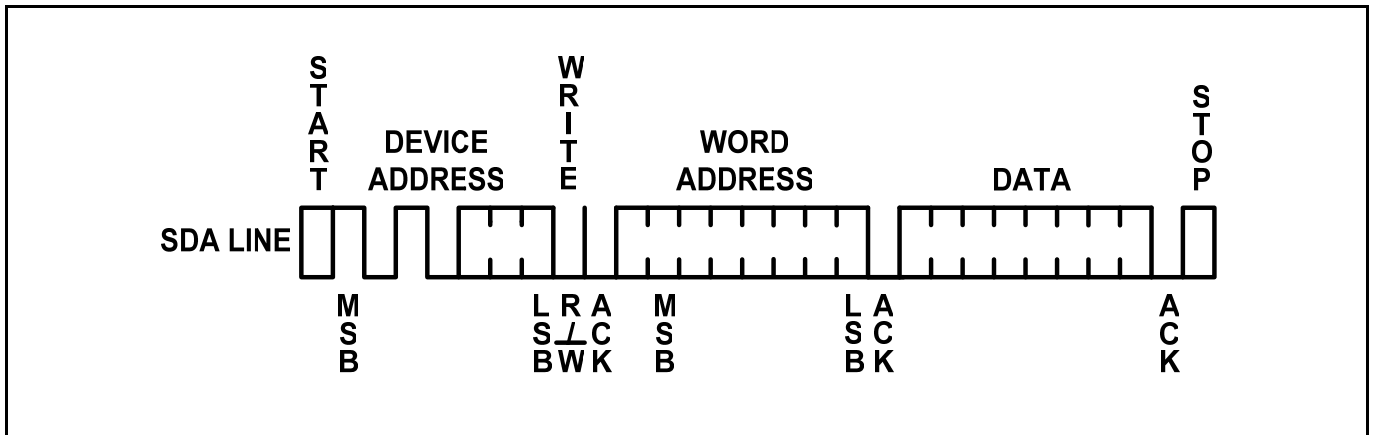 START
DEVICE ADDRESS
WRITE
WORD ADDRESS
DATA
STOP
SDA LINE
MSB
LSB
R/W
ACK
MSB
LSB
ACK
ACK